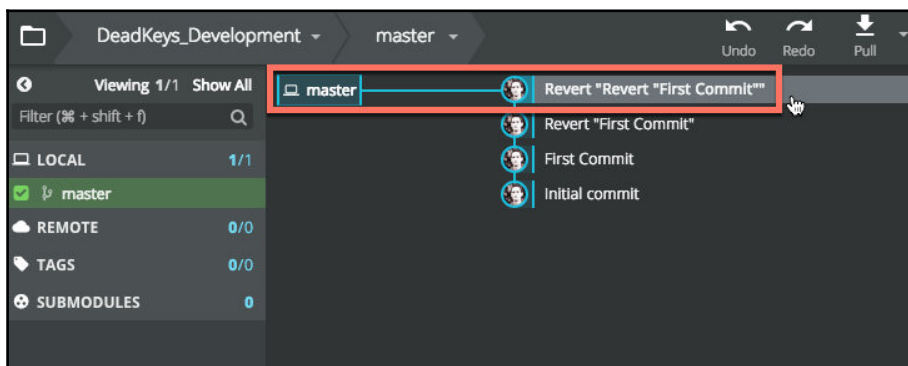 DeadKeys_Development master
Undo Redo Pull
Viewing 1/1 Show All
Filter (⌘ + shift + f)
LOCAL 1/1
master
REMOTE 0/0
TAGS 0/0
SUBMODULES 0
master Revert "Revert "First Commit""
Revert "First Commit"
First Commit
Initial commit